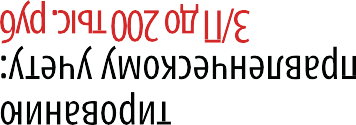 тированию
правленческому учету:
З/П до 200 тыс. руб